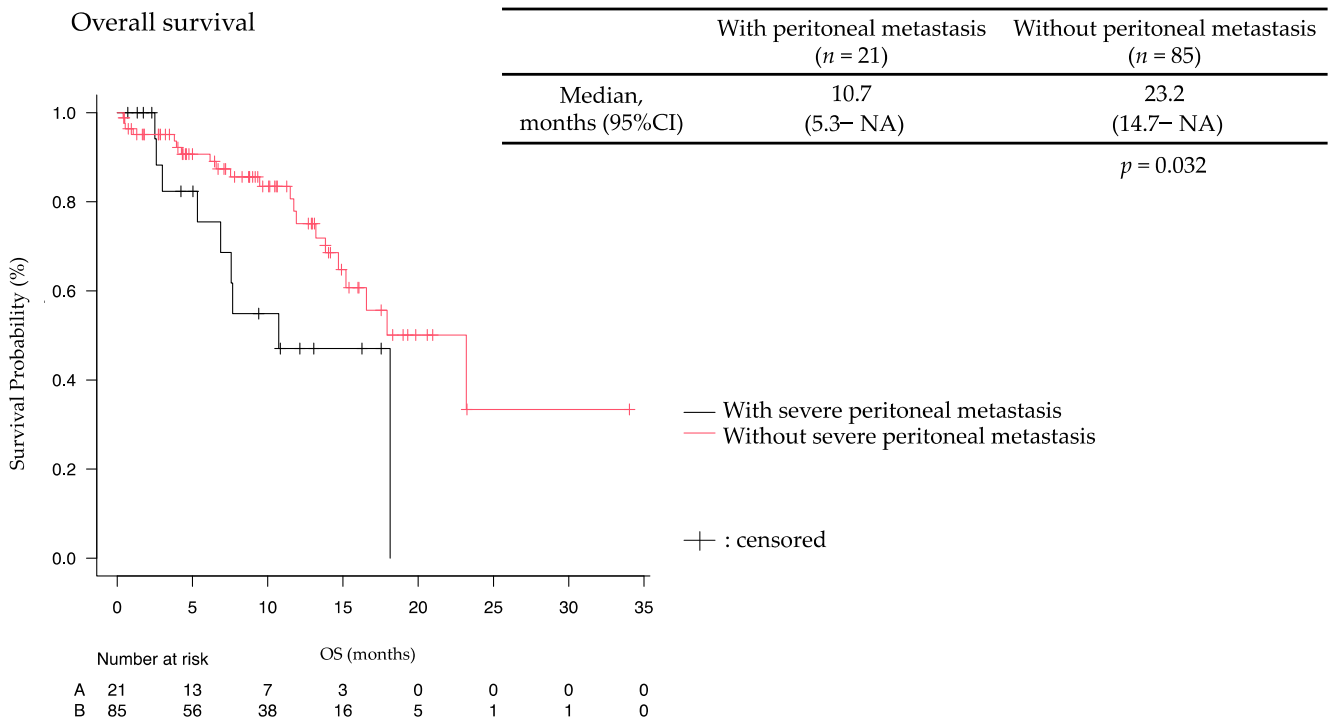 Overall survival
With peritoneal metastasis Without peritoneal metastasis
(n = 21) (n = 85)
Median, 10.7 23.2
months (95%CI) (5.3– NA) (14.7– NA)
p = 0.032
Survival Probability (%)
1.0
0.8
0.6
0.4
0.2
0.0
With severe peritoneal metastasis
Without severe peritoneal metastasis
: censored
0 5 10 15 20 25 30 35
OS (months)
Number at risk
A 21 13 7 3 0 0 0 0
B 85 56 38 16 5 1 1 0